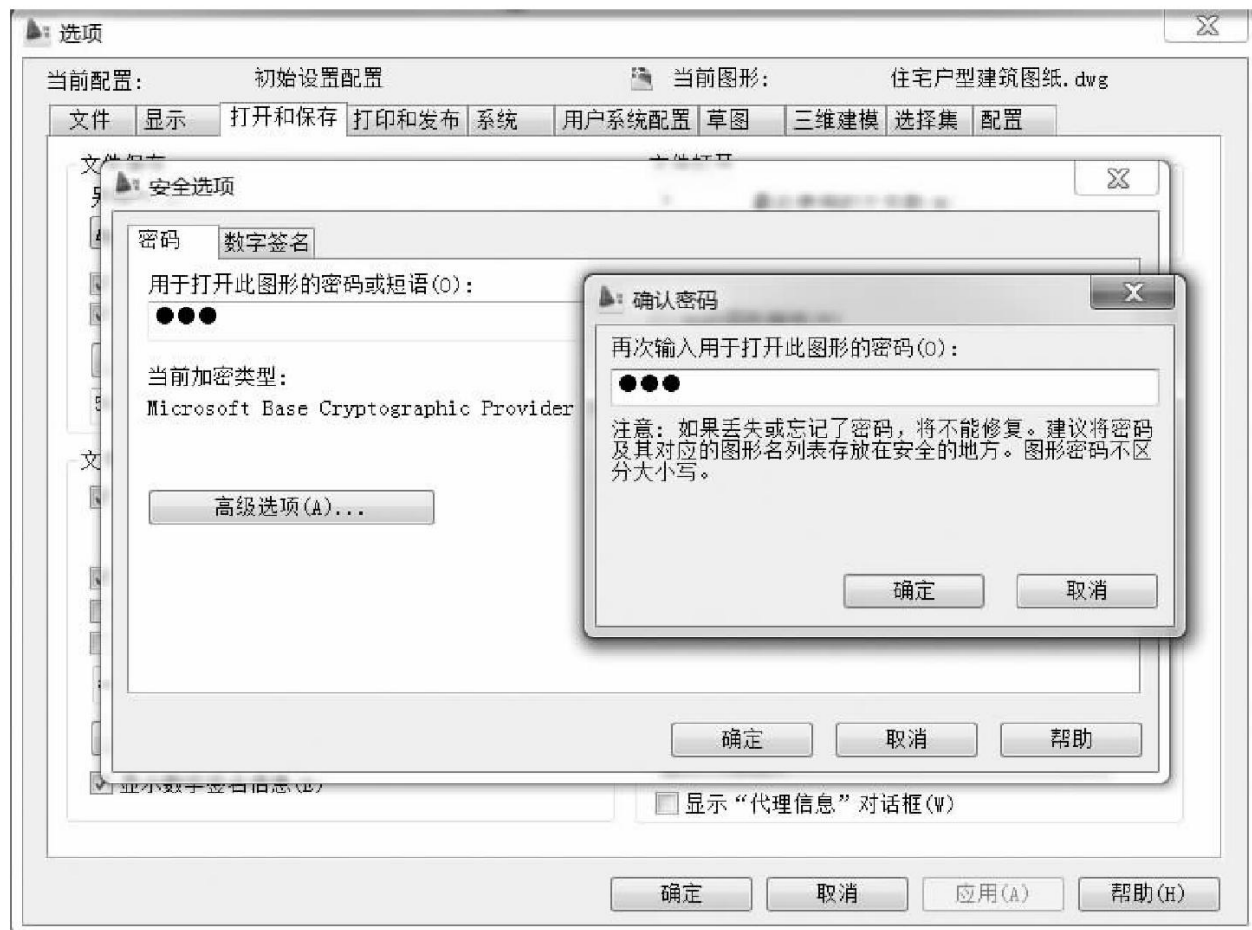 选项
当前配置: 初始设置配置 当前图形: 住宅户型建筑图纸.dwg
文件 显示 打开和保存 打印和发布 系统 用户系统配置 草图 三维建模 选择集 配置
安全选项
密码 数字签名
用于打开此图形的密码或短语(O):
●●●
当前加密类型:
Microsoft Base Cryptographic Provider
高级选项(A)...
确认密码
再次输入用于打开此图形的密码(O):
●●●
注意: 如果丢失或忘记了密码，将不能修复。建议将密码
及其对应的图形名列表存放在安全的地方。图形密码不区
分大小写。
确定 取消
确定 取消 帮助
显示数字签名信息(E)
显示“代理信息”对话框(W)
确定 取消 应用(A) 帮助(H)